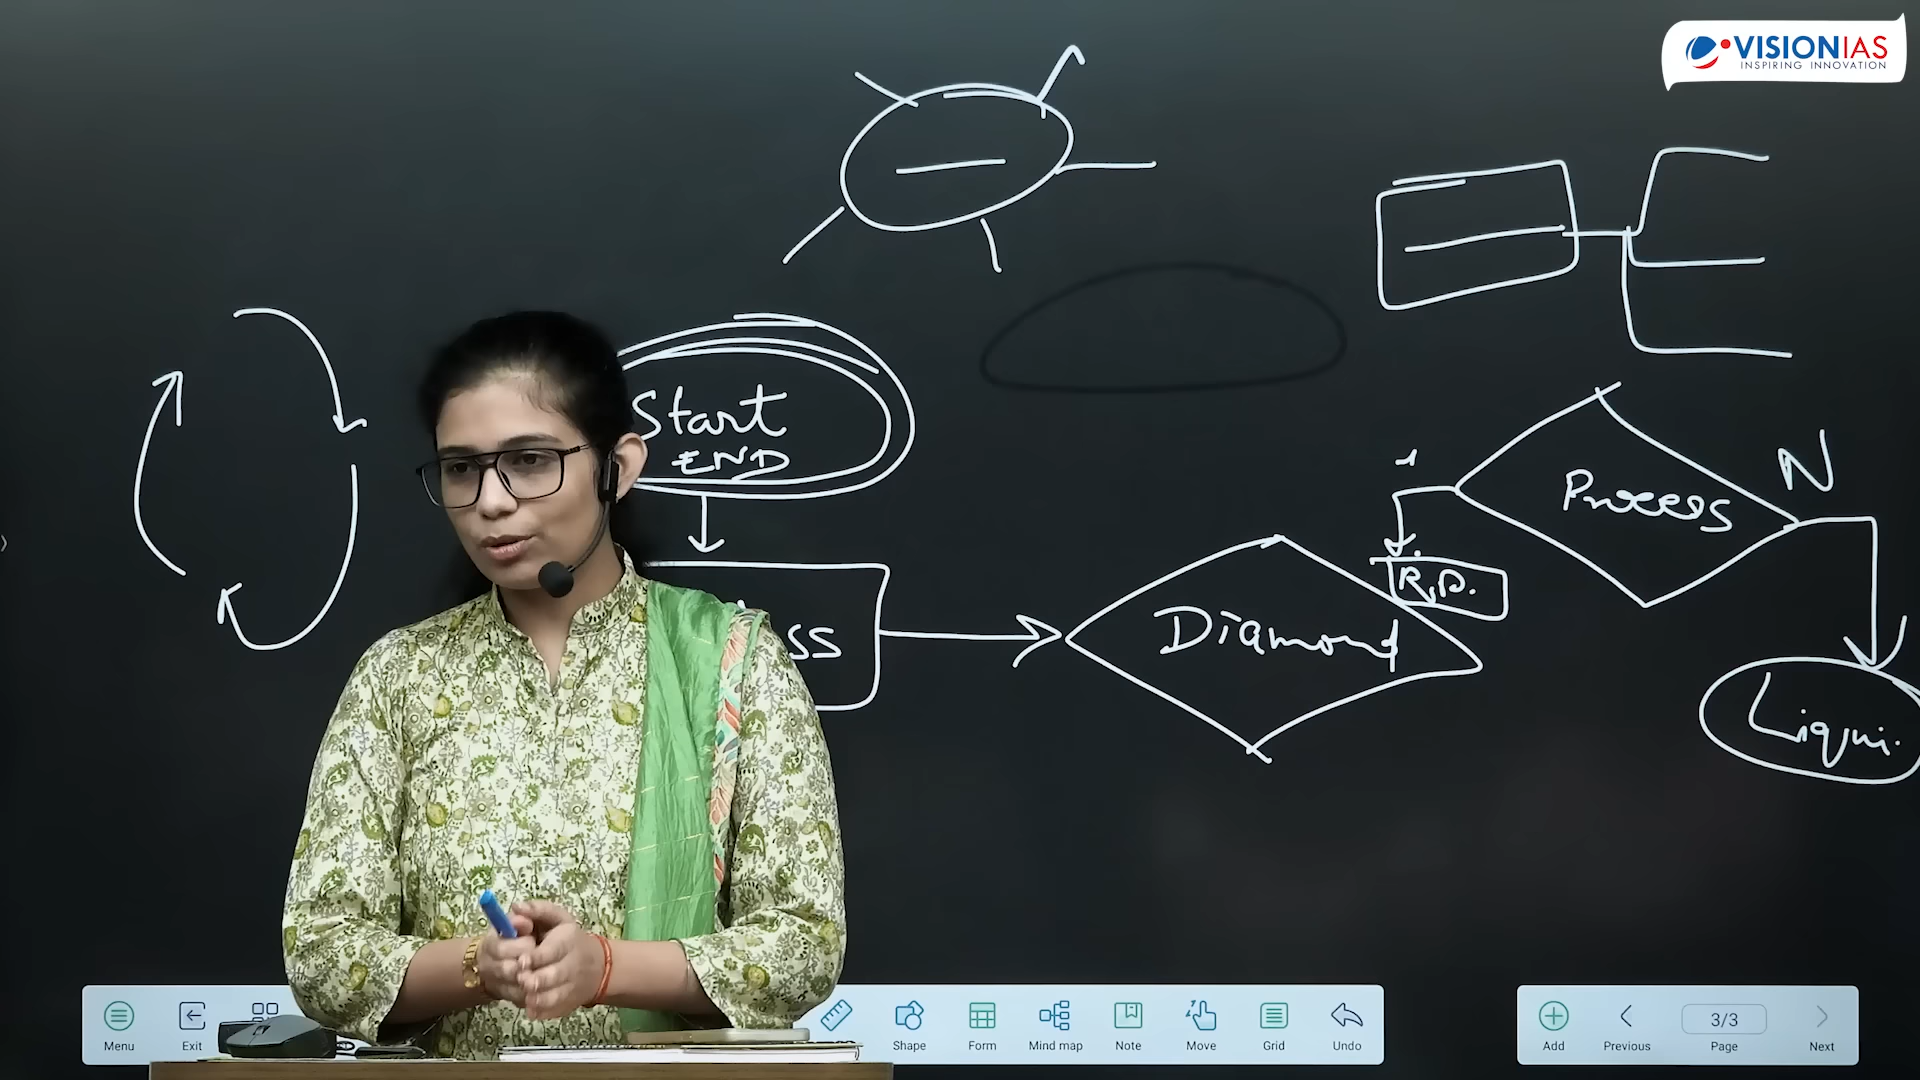 VISIONIAS
INSPIRING INNOVATION
Start
END
Process
N
R.D.
Diamond
Liqui.
Menu
Exit
Shape
Form
Mind map
Note
Move
Grid
Undo
Add
Previous
3/3
Page
Next